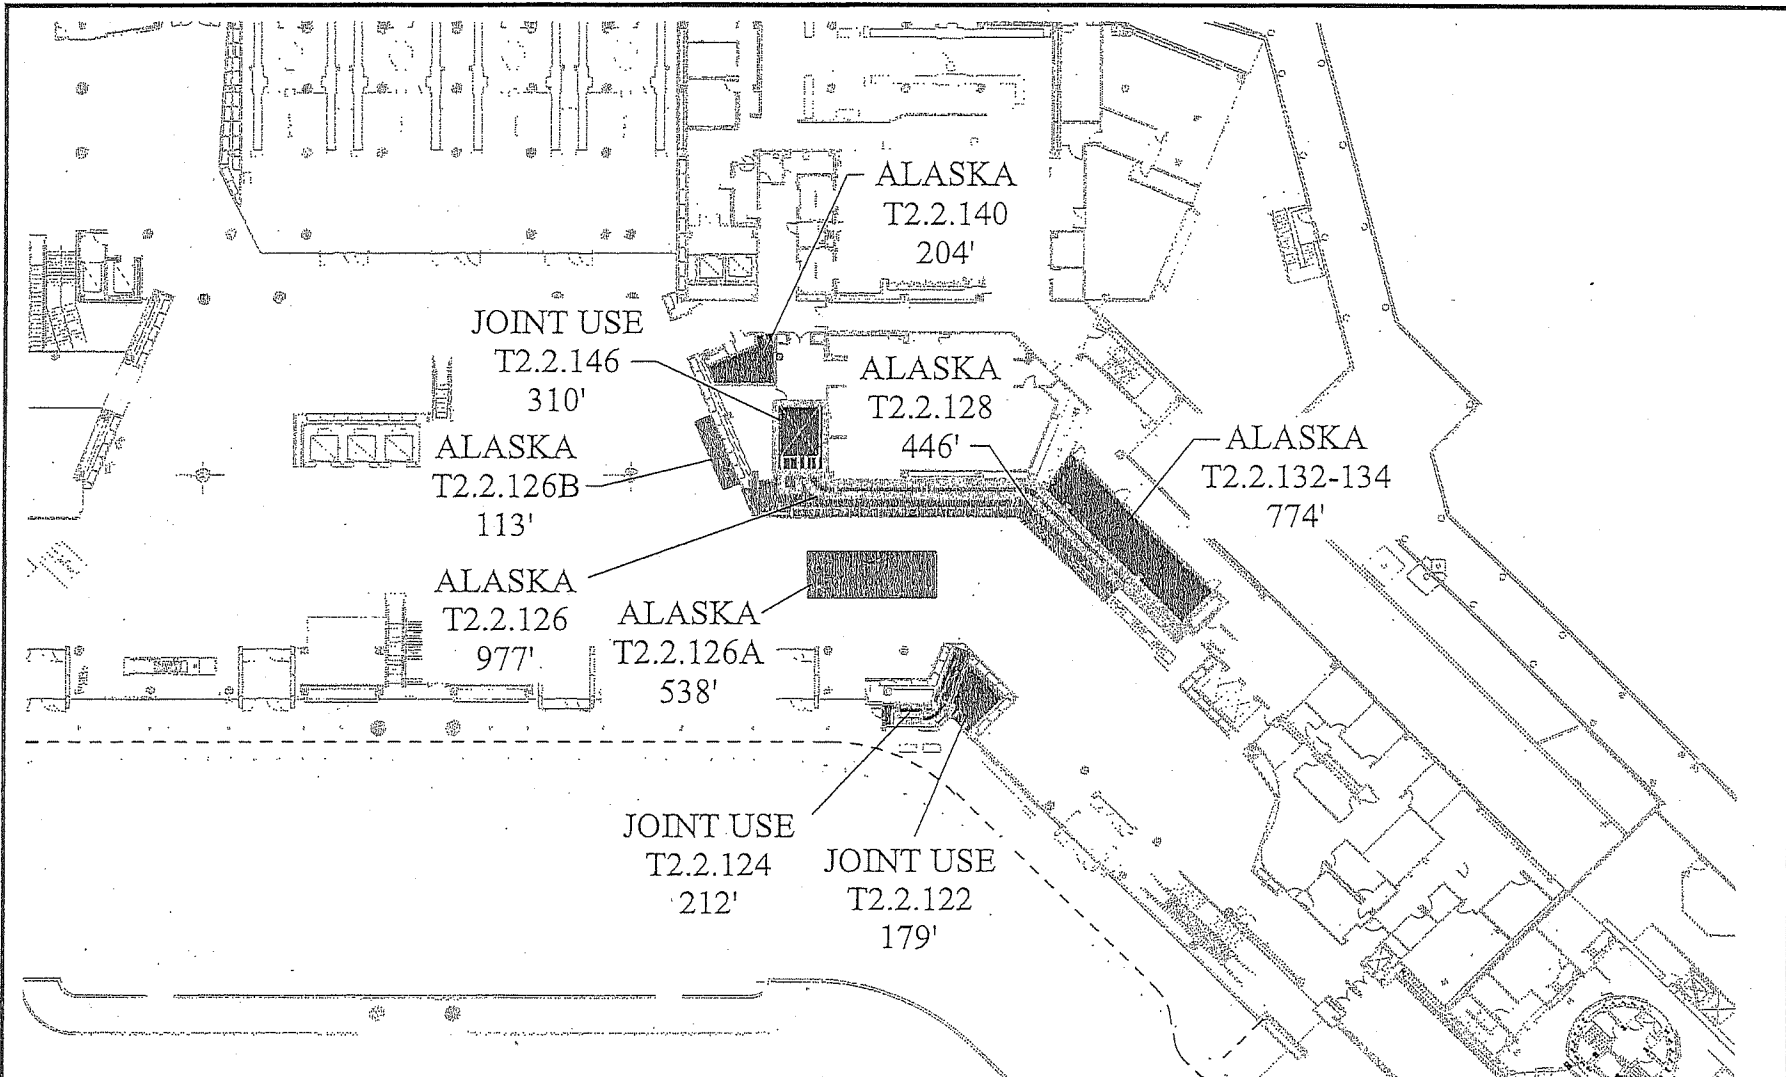 ALASKA
T2.2.140
204'
JOINT USE
T2.2.146
310'
ALASKA
T2.2.128
446'
ALASKA
T2.2.132-134
774'
ALASKA
T2.2.126B
113'
ALASKA
T2.2.126
977'
ALASKA
T2.2.126A
538'
JOINT USE
T2.2.124
212'
JOINT USE
T2.2.122
179'